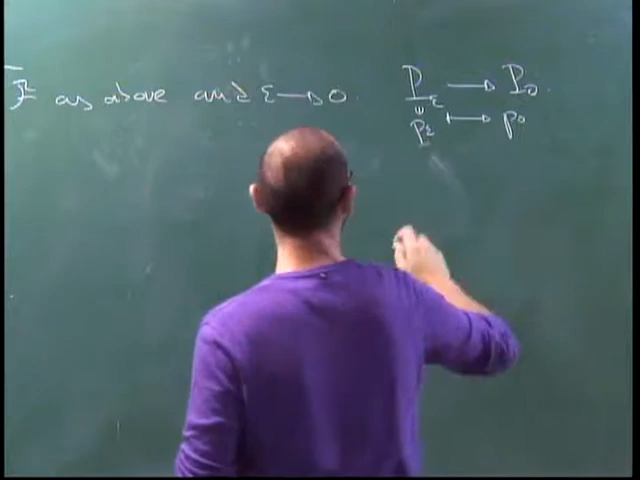 as above and ε → 0 P_ε → P_0
p_ε ↦ p_0